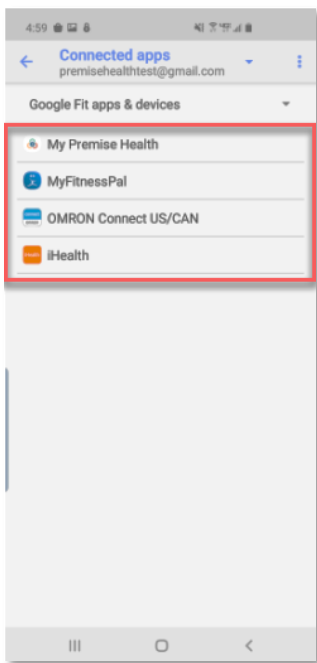 4:59
Connected apps
premisehealthtest@gmail.com
Google Fit apps & devices
My Premise Health
MyFitnessPal
OMRON Connect US/CAN
iHealth